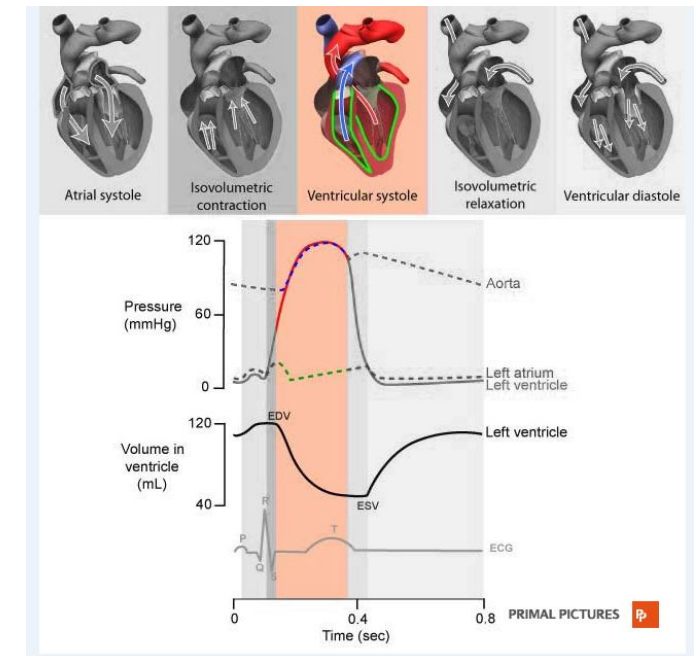 Atrial systole
Isovolumetric
contraction
Ventricular systole
Isovolumetric
relaxation
Ventricular diastole
120
Pressure
(mmHg)
60
0
Aorta
Left atrium
Left ventricle
120
EDV
Volume in
ventricle
(mL)
Left ventricle
40
ESV
R
P
Q
S
T
ECG
0
0.4
0.8
Time (sec)
PRIMAL PICTURES
PP